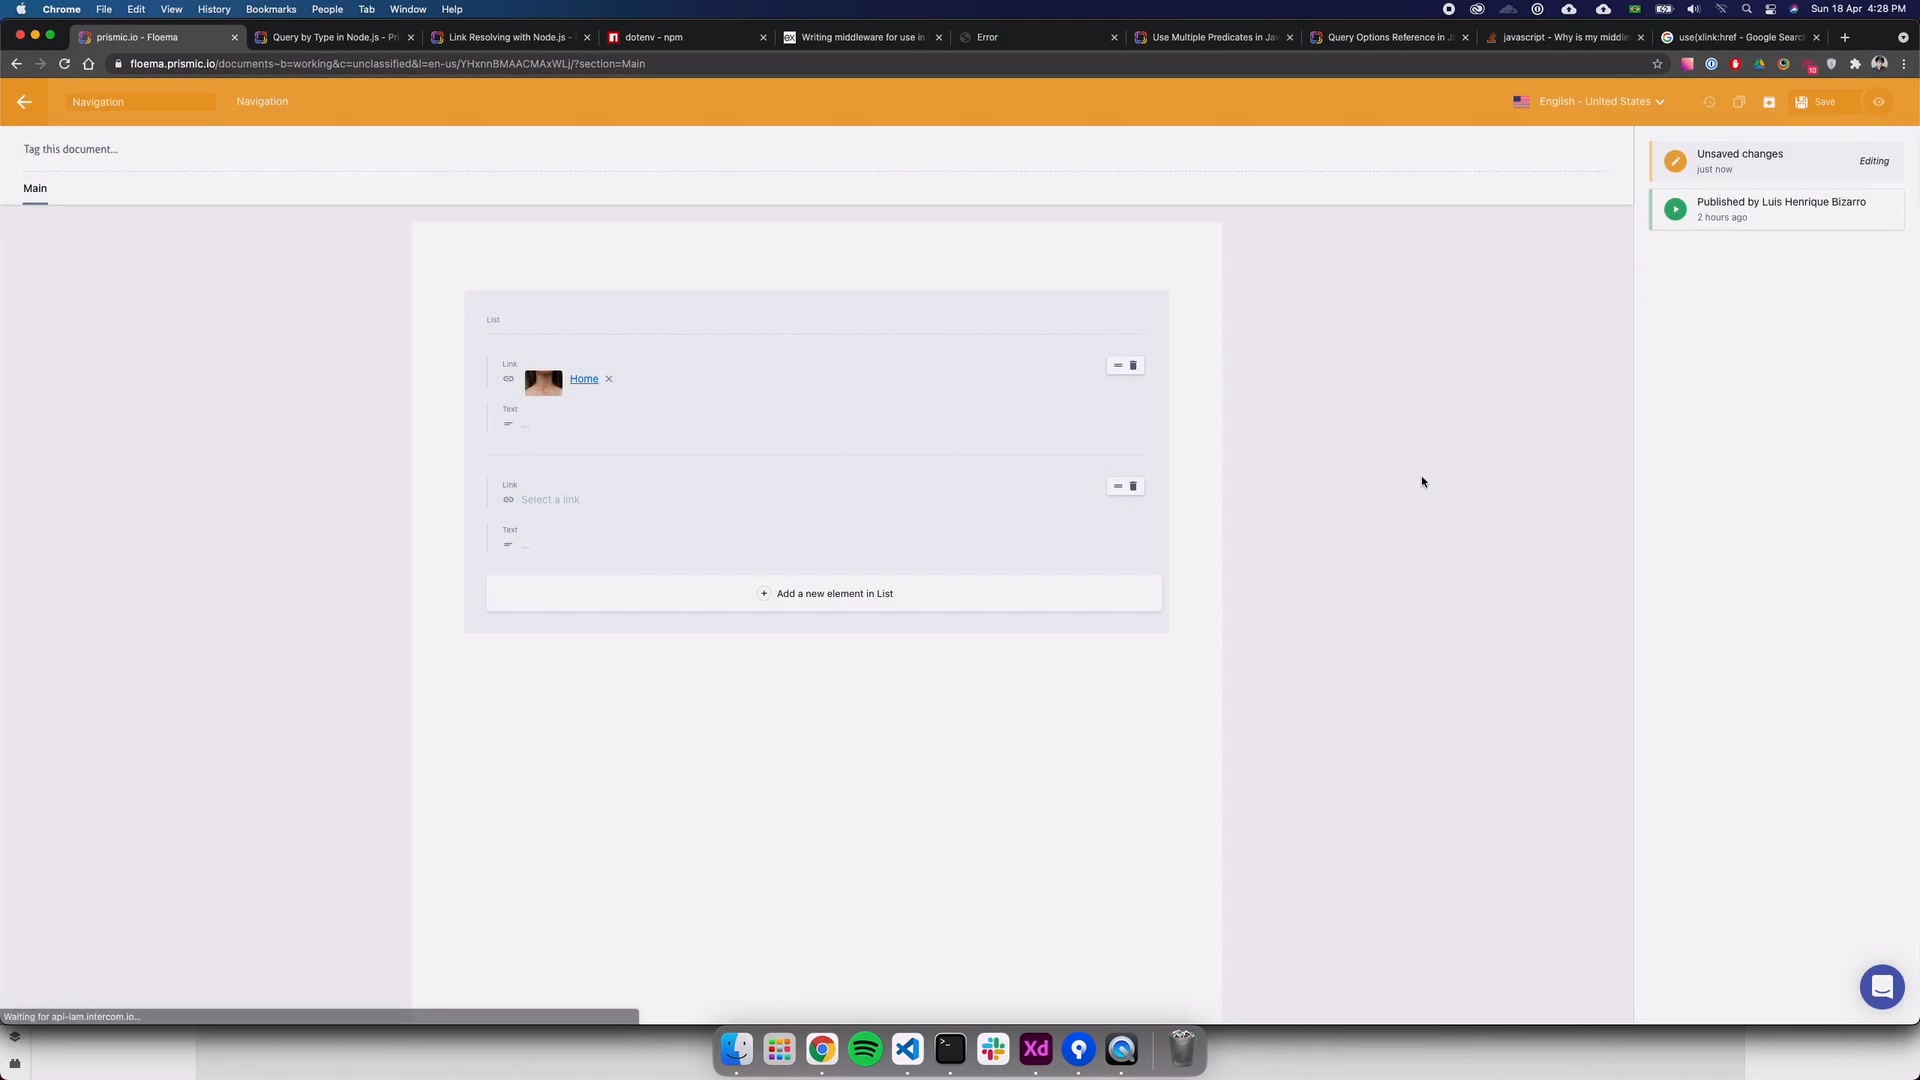 Chrome File Edit View History Bookmarks People Tab Window Help
Sun 18 Apr 4:28 PM
prismic.io - Floema
Query by Type in Node.js - Pri
Link Resolving with Node.js -
dotenv - npm
Writing middleware for use in
Error
Use Multiple Predicates in Jav
Query Options Reference in J
javascript - Why is my middle
use(xlink:href - Google Search
floema.prismic.io/documents~b=working&c=unclassified&l=en-us/YHxnnBMAACMAxWLj/?section=Main
10
Navigation
Navigation
English - United States
Save
Tag this document...
Main
Unsaved changes
just now
Editing
Published by Luis Henrique Bizarro
2 hours ago
List
Link
Home
Text
...
Link
Select a link
Text
...
+ Add a new element in List
Waiting for api-iam.intercom.io...
Xd